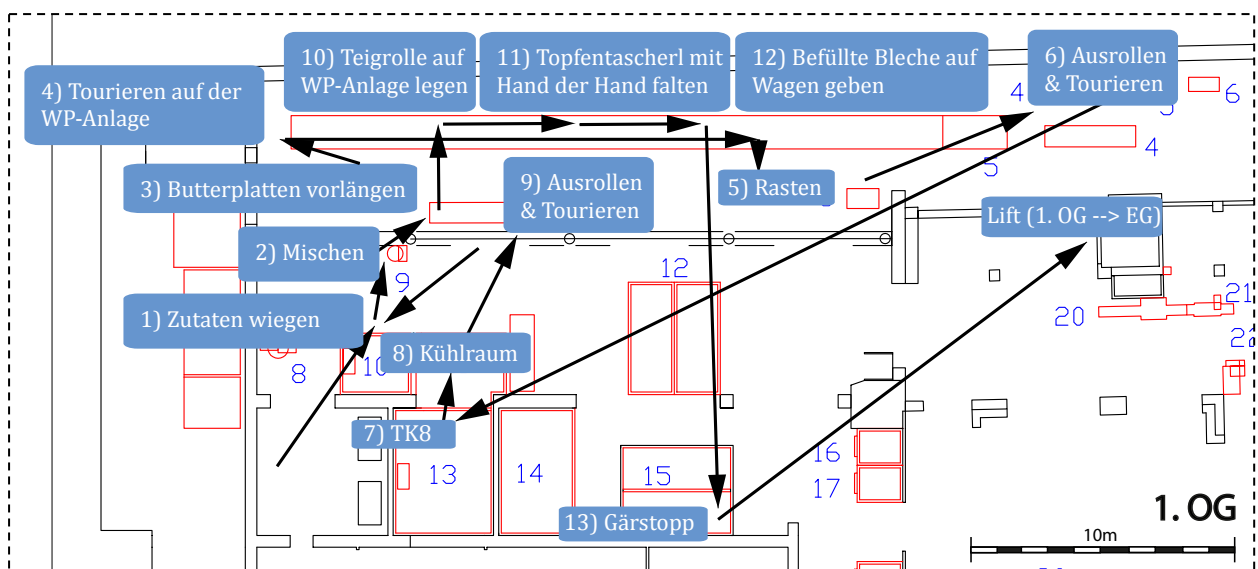 10) Teigrolle auf
WP-Anlage legen
11) Topfentascherl mit
Hand der Hand falten
12) Befüllte Bleche auf
Wagen geben
6) Ausrollen
& Tourieren
4) Tourieren auf der
WP-Anlage
4
6
4
5
3) Butterplatten vorlängen
9) Ausrollen
& Tourieren
5) Rasten
Lift (1. OG --> EG)
2) Mischen
9
12
1) Zutaten wiegen
20
21
8
10
8) Kühlraum
22
7) TK8
13
14
15
16
17
13) Gärstopp
1. OG
10m